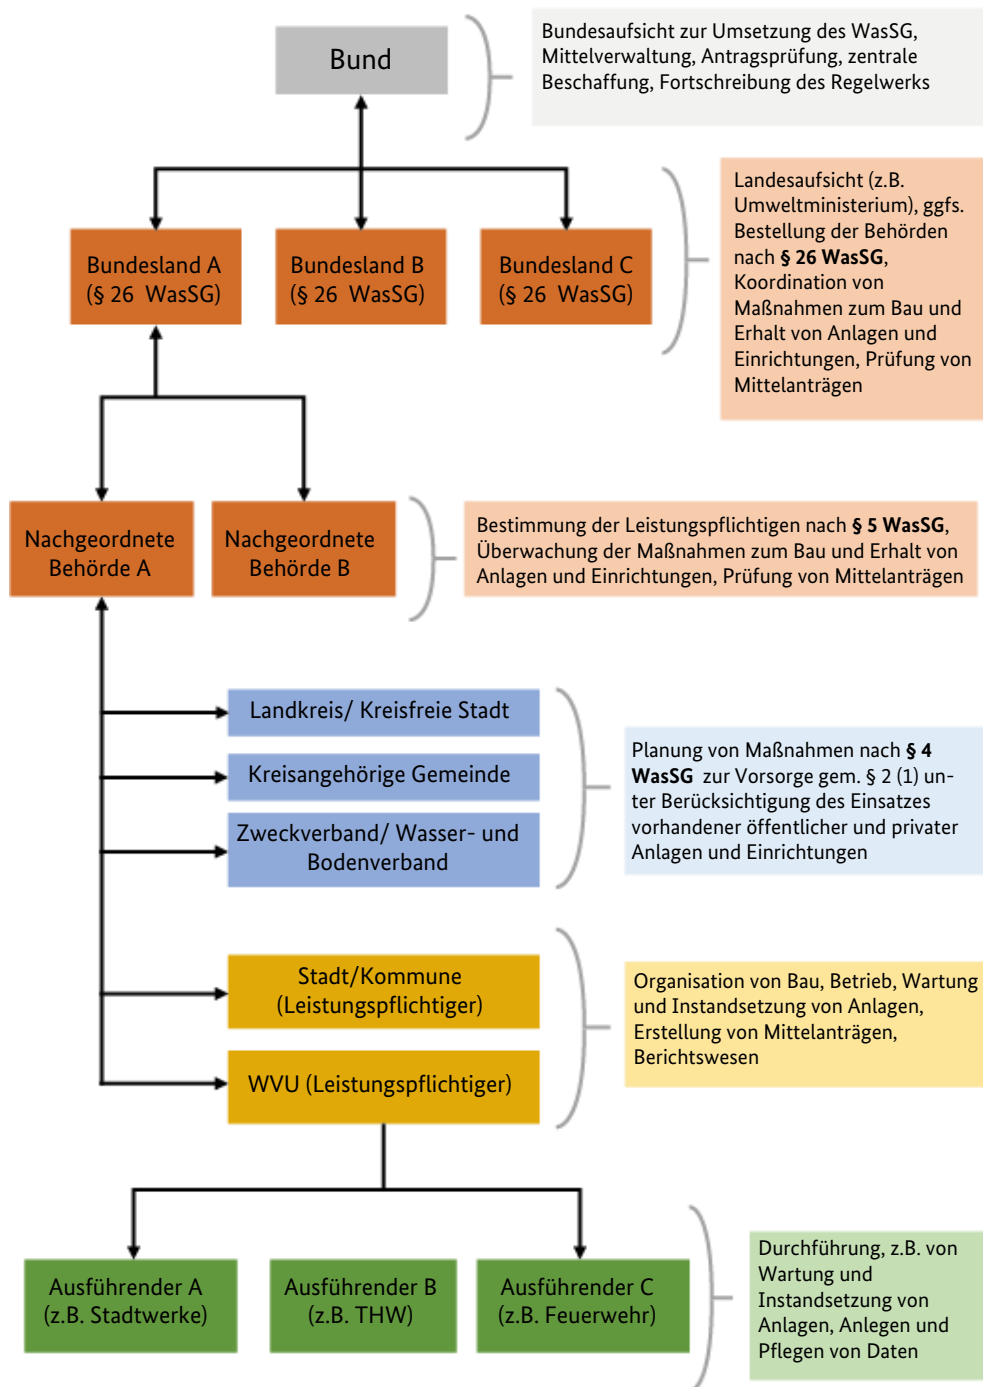 Bund
Bundesaufsicht zur Umsetzung des WasSG,
Mittelverwaltung, Antragsprüfung, zentrale
Beschaffung, Fortschreibung des Regelwerks
Bundesland A
(§ 26 WasSG)
Bundesland B
(§ 26 WasSG)
Bundesland C
(§ 26 WasSG)
Landesaufsicht (z.B.
Umweltministerium), ggfs.
Bestellung der Behörden
nach § 26 WasSG,
Koordination von
Maßnahmen zum Bau und
Erhalt von Anlagen und
Einrichtungen, Prüfung von
Mittelanträgen
Nachgeordnete
Behörde A
Nachgeordnete
Behörde B
Bestimmung der Leistungspflichtigen nach § 5 WasSG,
Überwachung der Maßnahmen zum Bau und Erhalt von
Anlagen und Einrichtungen, Prüfung von Mittelanträgen
Landkreis/ Kreisfreie Stadt
Kreisangehörige Gemeinde
Zweckverband/ Wasser- und
Bodenverband
Planung von Maßnahmen nach § 4
WasSG zur Vorsorge gem. § 2 (1) un-
ter Berücksichtigung des Einsatzes
vorhandener öffentlicher und privater
Anlagen und Einrichtungen
Stadt/Kommune
(Leistungspflichtiger)
WVU (Leistungspflichtiger)
Organisation von Bau, Betrieb, Wartung
und Instandsetzung von Anlagen,
Erstellung von Mittelanträgen,
Berichtswesen
Ausführender A
(z.B. Stadtwerke)
Ausführender B
(z.B. THW)
Ausführender C
(z.B. Feuerwehr)
Durchführung, z.B. von
Wartung und
Instandsetzung von
Anlagen, Anlegen und
Pflegen von Daten